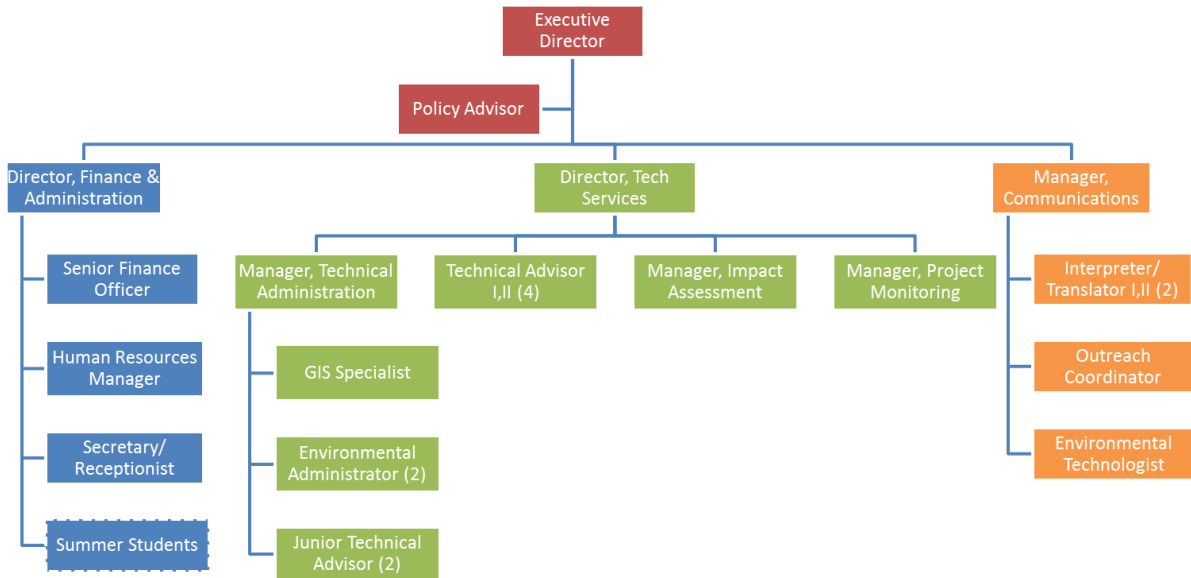 Executive
Director
Policy Advisor
Director, Finance &
Administration
Director, Tech
Services
Manager,
Communications
Senior Finance
Officer
Human Resources
Manager
Secretary/
Receptionist
Summer Students
Manager, Technical
Administration
Technical Advisor
I,II (4)
Manager, Impact
Assessment
Manager, Project
Monitoring
GIS Specialist
Environmental
Administrator (2)
Junior Technical
Advisor (2)
Interpreter/
Translator I,II (2)
Outreach
Coordinator
Environmental
Technologist